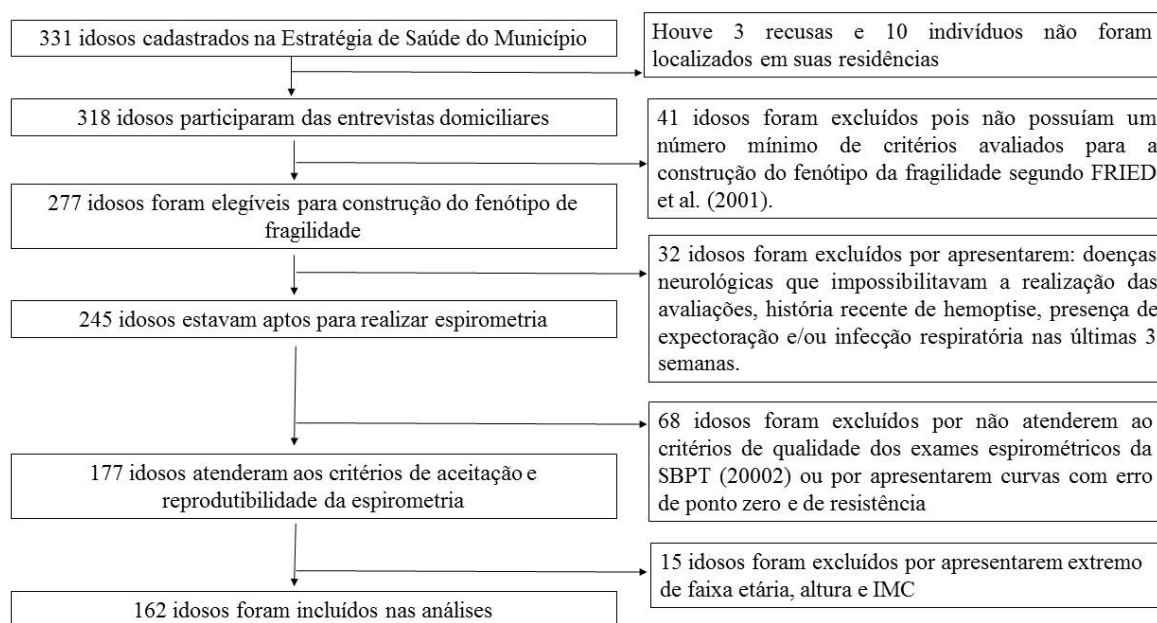 331 idosos cadastrados na Estratégia de Saúde do Município
Houve 3 recusas e 10 indivíduos não foram
localizados em suas residências
318 idosos participaram das entrevistas domiciliares
41 idosos foram excluídos pois não possuíam um
número mínimo de critérios avaliados para a
construção do fenótipo da fragilidade segundo FRIED
et al. (2001).
277 idosos foram elegíveis para construção do fenótipo de
fragilidade
32 idosos foram excluídos por apresentarem: doenças
neurológicas que impossibilitavam a realização das
avaliações, história recente de hemoptise, presença de
expectoração e/ou infecção respiratória nas últimas 3
semanas.
245 idosos estavam aptos para realizar espirometria
68 idosos foram excluídos por não atenderem ao
critérios de qualidade dos exames espirométricos da
SBPT (20002) ou por apresentarem curvas com erro
de ponto zero e de resistência
177 idosos atenderam aos critérios de aceitação e
reprodutibilidade da espirometria
15 idosos foram excluídos por apresentarem extremo
de faixa etária, altura e IMC
162 idosos foram incluídos nas análises